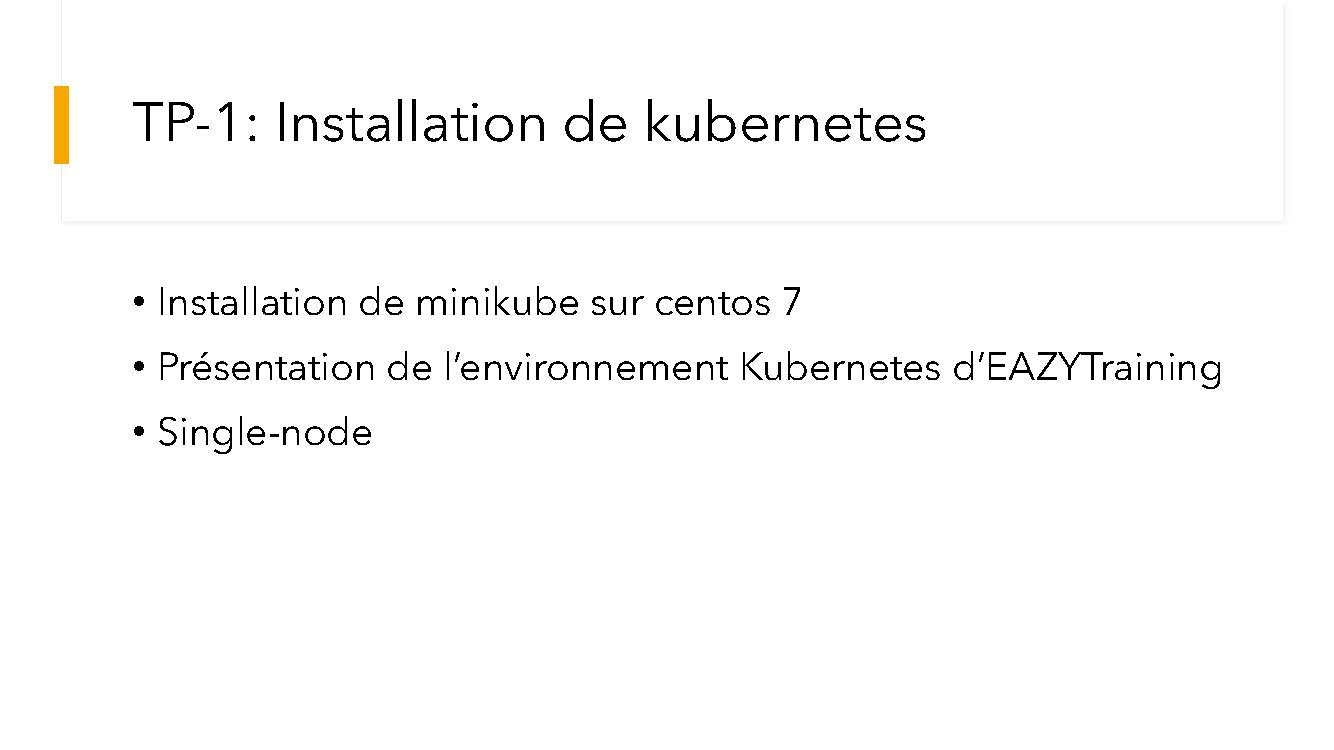 TP-1: Installation de kubernetes
• Installation de minikube sur centos 7
• Présentation de l’environnement Kubernetes d’EAZYTraining
• Single-node